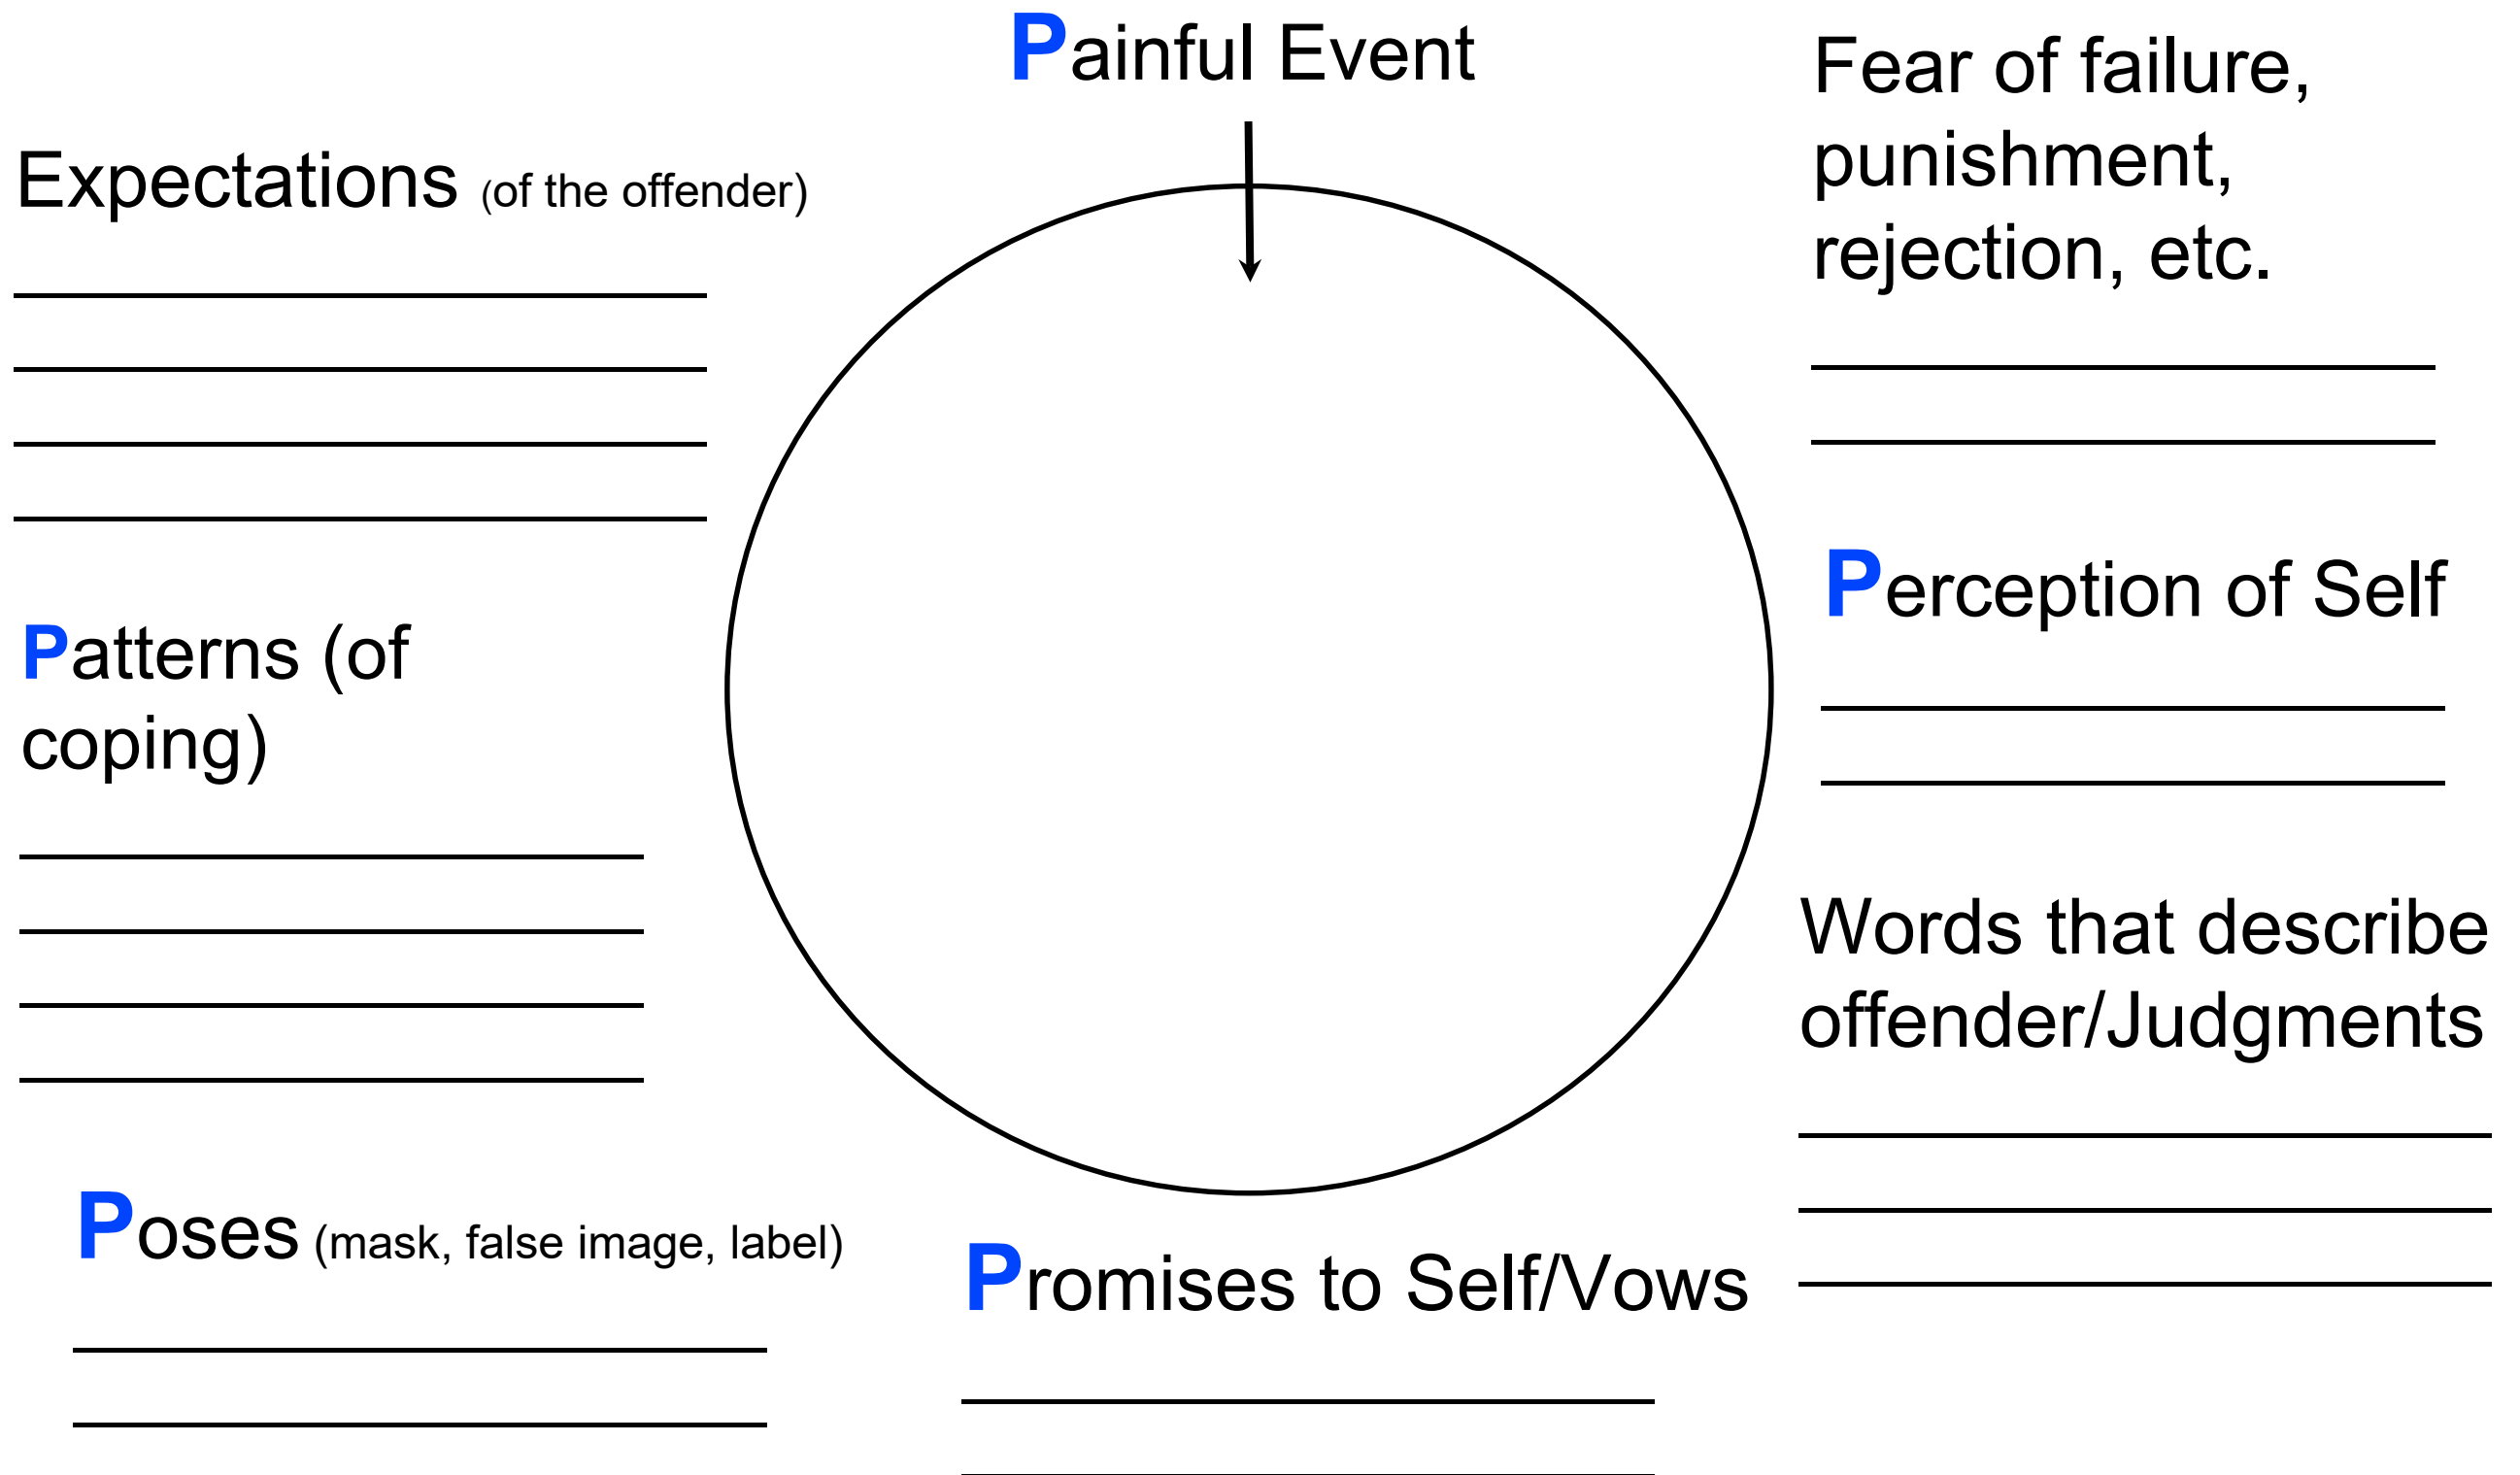 Painful Event
Fear of failure,
punishment,
rejection, etc.
Expectations (of the offender)
Perception of Self
Patterns (of
coping)
Words that describe
offender/Judgments
Poses (mask, false image, label)
Promises to Self/Vows